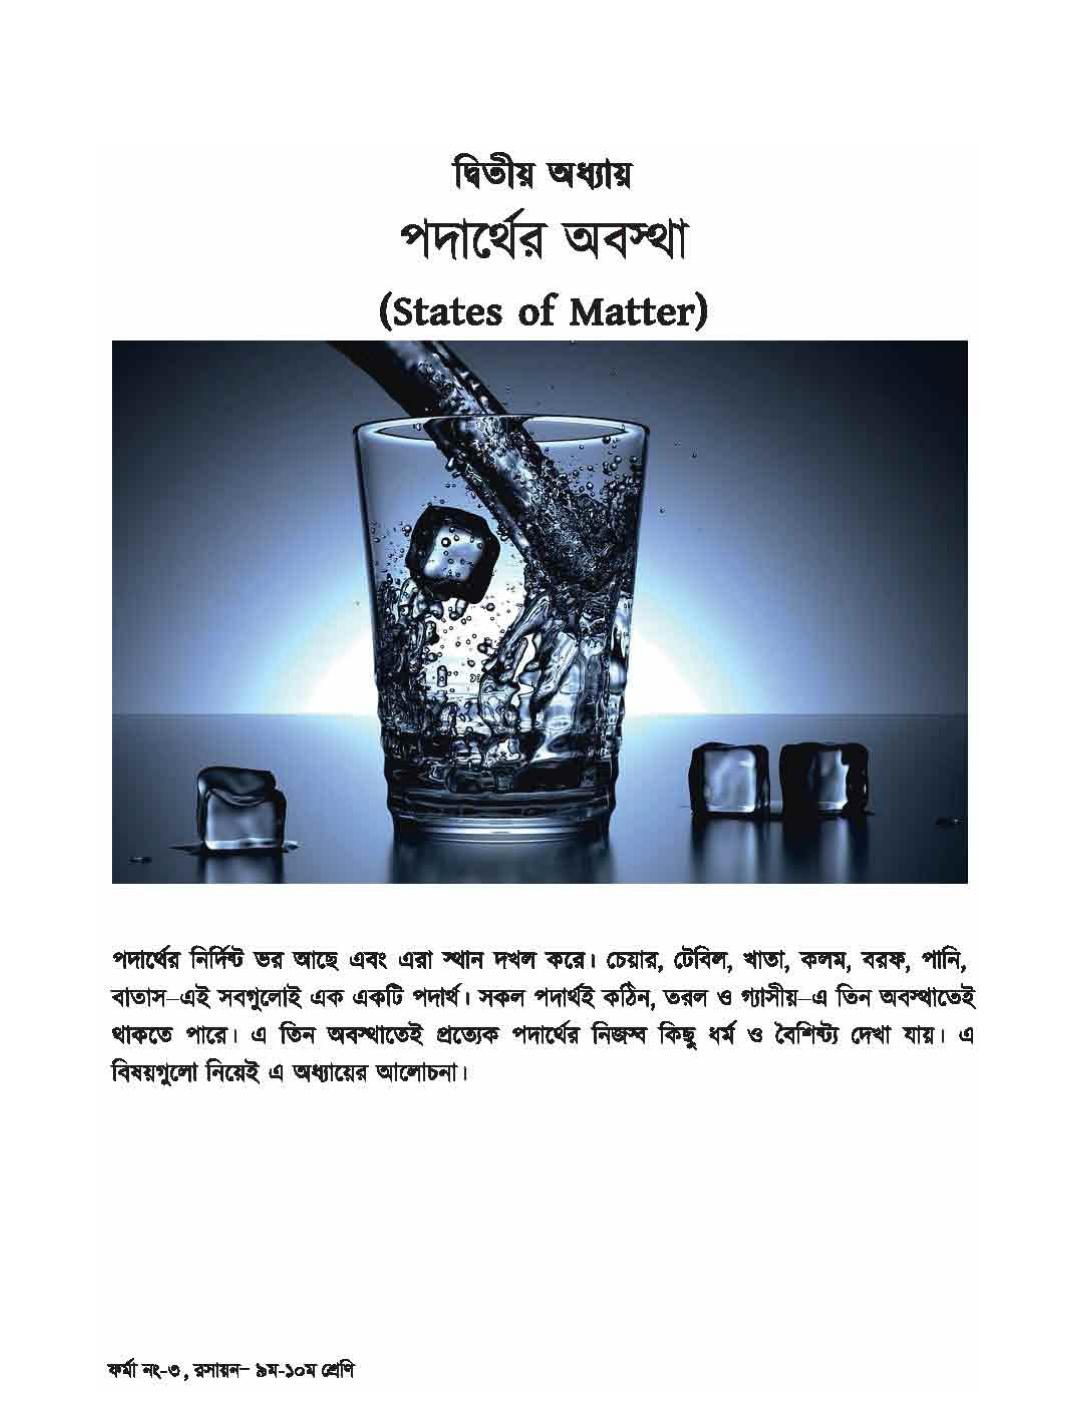 দ্বিতীয় অধ্যায়
পদার্থের অবস্থা
(States of Matter)
পদার্থের নির্দিষ্ট ভর আছে এবং এরা স্থান দখল করে। চেয়ার, টেবিল, খাতা, কলম, বরফ, পানি,
বাতাস–এই সবগুলোই এক একটি পদার্থ। সকল পদার্থই কঠিন, তরল ও গ্যাসীয়–এ তিন অবস্থাতেই
থাকতে পারে। এ তিন অবস্থাতেই প্রত্যেক পদার্থের নিজস্ব কিছু ধর্ম ও বৈশিষ্ট্য দেখা যায়। এ
বিষয়গুলো নিয়েই এ অধ্যায়ের আলোচনা।
ফর্মা নং-৩, রসায়ন– ৯ম-১০ম শ্রেণি